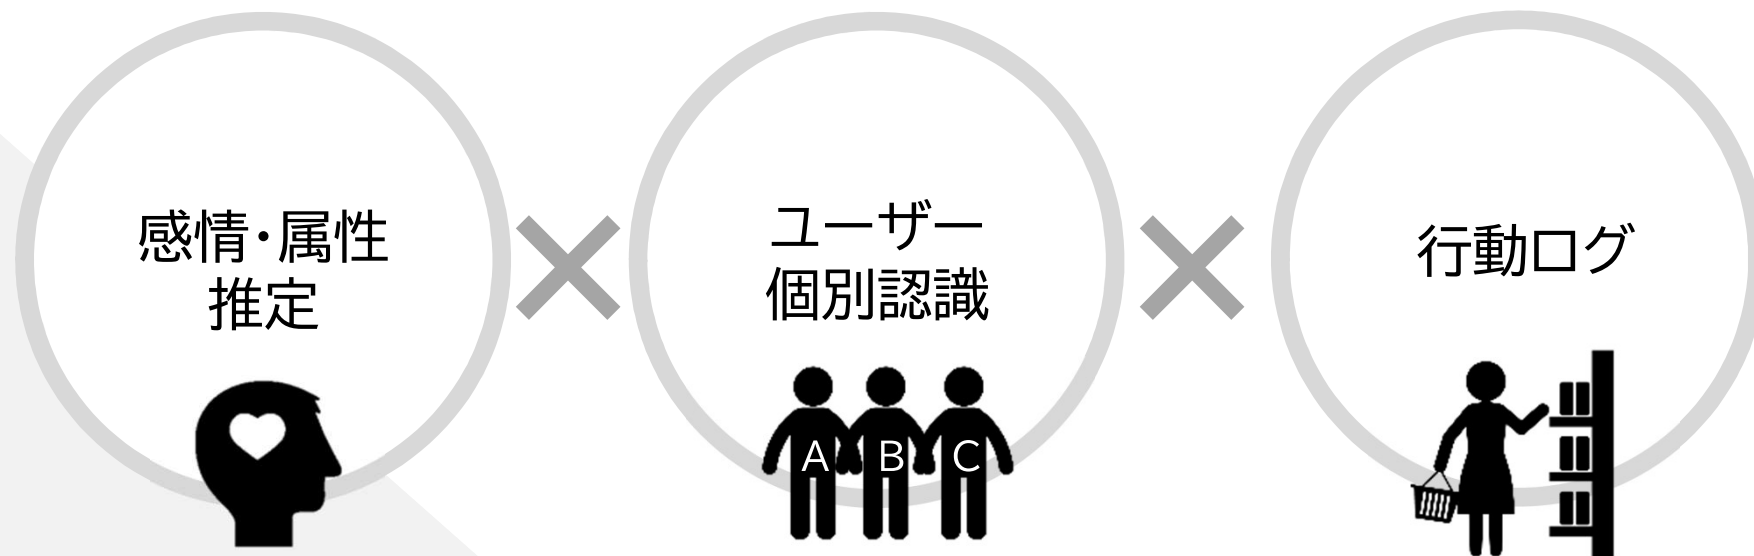 感情・属性
推定
ユーザー
個別認識
行動ログ
A B C